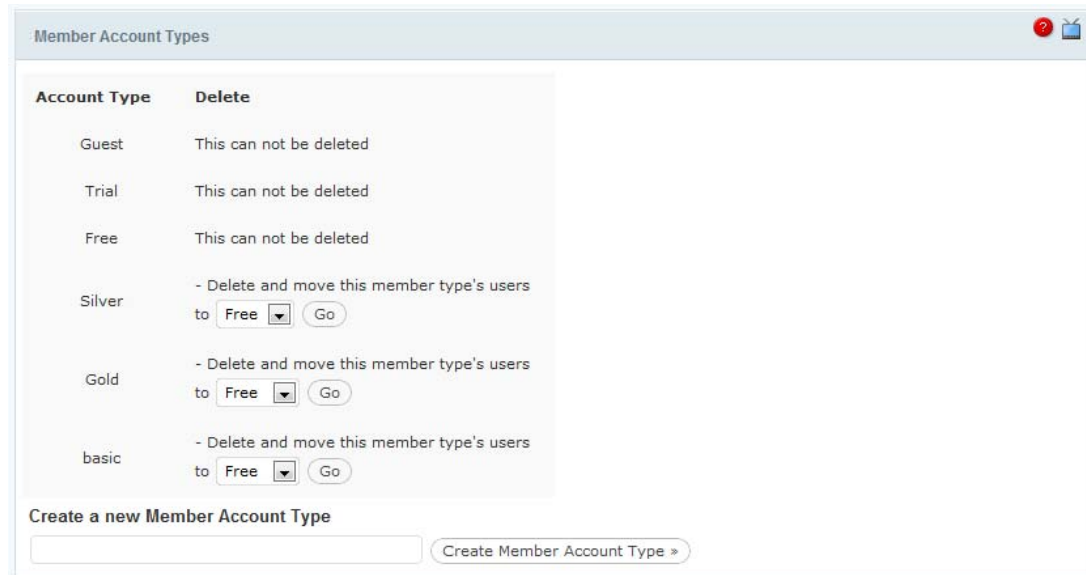 Member Account Types
?
Account Type Delete
Guest This can not be deleted
Trial This can not be deleted
Free This can not be deleted
Silver - Delete and move this member type's users
to Free Go
Gold - Delete and move this member type's users
to Free Go
basic - Delete and move this member type's users
to Free Go
Create a new Member Account Type
Create Member Account Type »